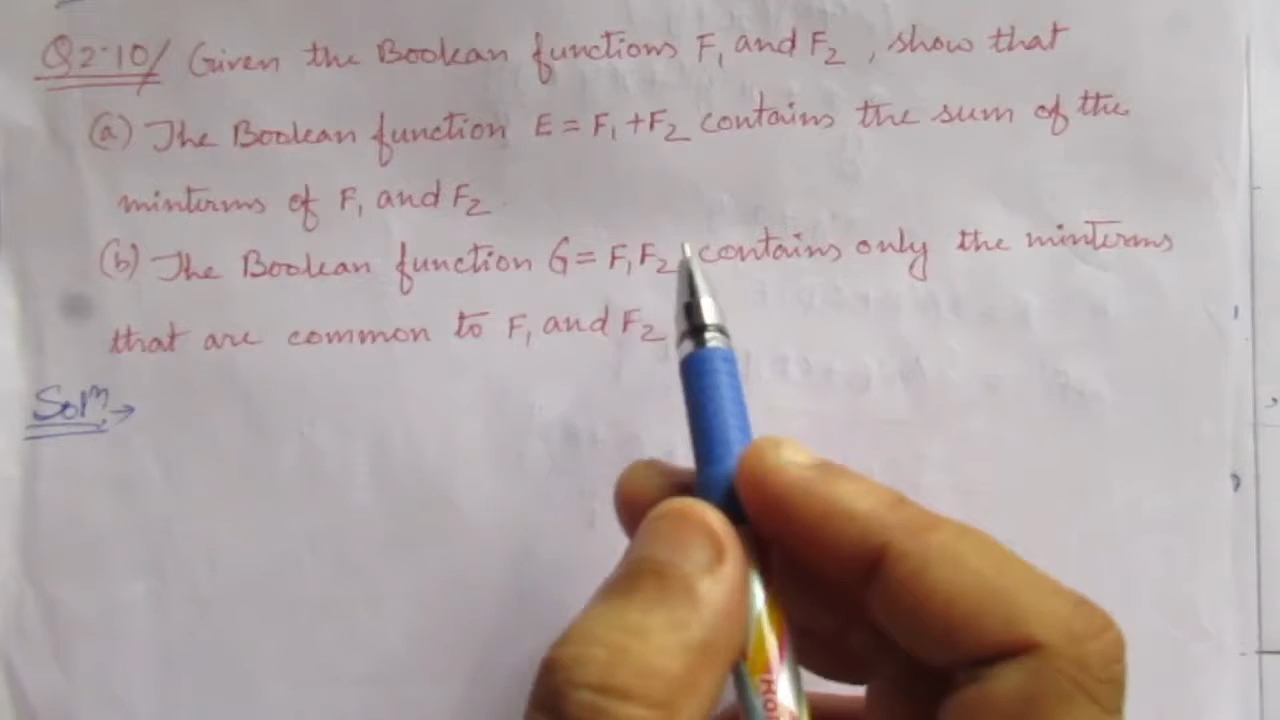 Q2.10/ Given the Boolean functions F₁ and F₂, show that
(a) The Boolean function E = F₁ + F₂ contains the sum of the
minterms of F₁ and F₂.
(b) The Boolean function G = F₁F₂ contains only the minterms
that are common to F₁ and F₂
Solⁿ. →